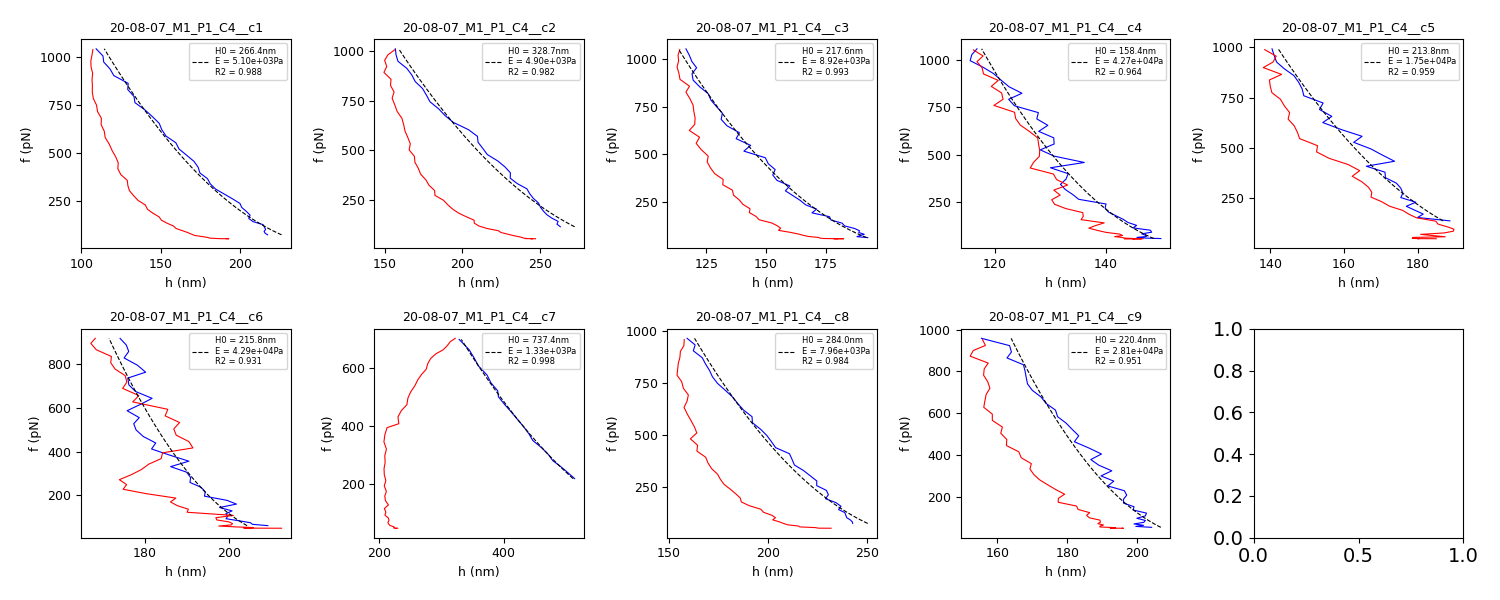 20-08-07_M1_P1_C4__c1
H0 = 266.4nm
E = 5.10e+03Pa
R2 = 0.988
1000
750
500
250
f (pN)
100 150 200
h (nm)
20-08-07_M1_P1_C4__c2
H0 = 328.7nm
E = 4.90e+03Pa
R2 = 0.982
1000
750
500
250
f (pN)
150 200 250
h (nm)
20-08-07_M1_P1_C4__c3
H0 = 217.6nm
E = 8.92e+03Pa
R2 = 0.993
1000
750
500
250
f (pN)
125 150 175
h (nm)
20-08-07_M1_P1_C4__c4
H0 = 158.4nm
E = 4.27e+04Pa
R2 = 0.964
1000
750
500
250
f (pN)
120 140
h (nm)
20-08-07_M1_P1_C4__c5
H0 = 213.8nm
E = 1.75e+04Pa
R2 = 0.959
1000
750
500
250
f (pN)
140 160 180
h (nm)
20-08-07_M1_P1_C4__c6
H0 = 215.8nm
E = 4.29e+04Pa
R2 = 0.931
800
600
400
200
f (pN)
180 200
h (nm)
20-08-07_M1_P1_C4__c7
H0 = 737.4nm
E = 1.33e+03Pa
R2 = 0.998
600
400
200
f (pN)
200 400
h (nm)
20-08-07_M1_P1_C4__c8
H0 = 284.0nm
E = 7.96e+03Pa
R2 = 0.984
1000
750
500
250
f (pN)
150 200 250
h (nm)
20-08-07_M1_P1_C4__c9
H0 = 220.4nm
E = 2.81e+04Pa
R2 = 0.951
1000
800
600
400
200
f (pN)
160 180 200
h (nm)
1.0
0.8
0.6
0.4
0.2
0.0
0.0 0.5 1.0